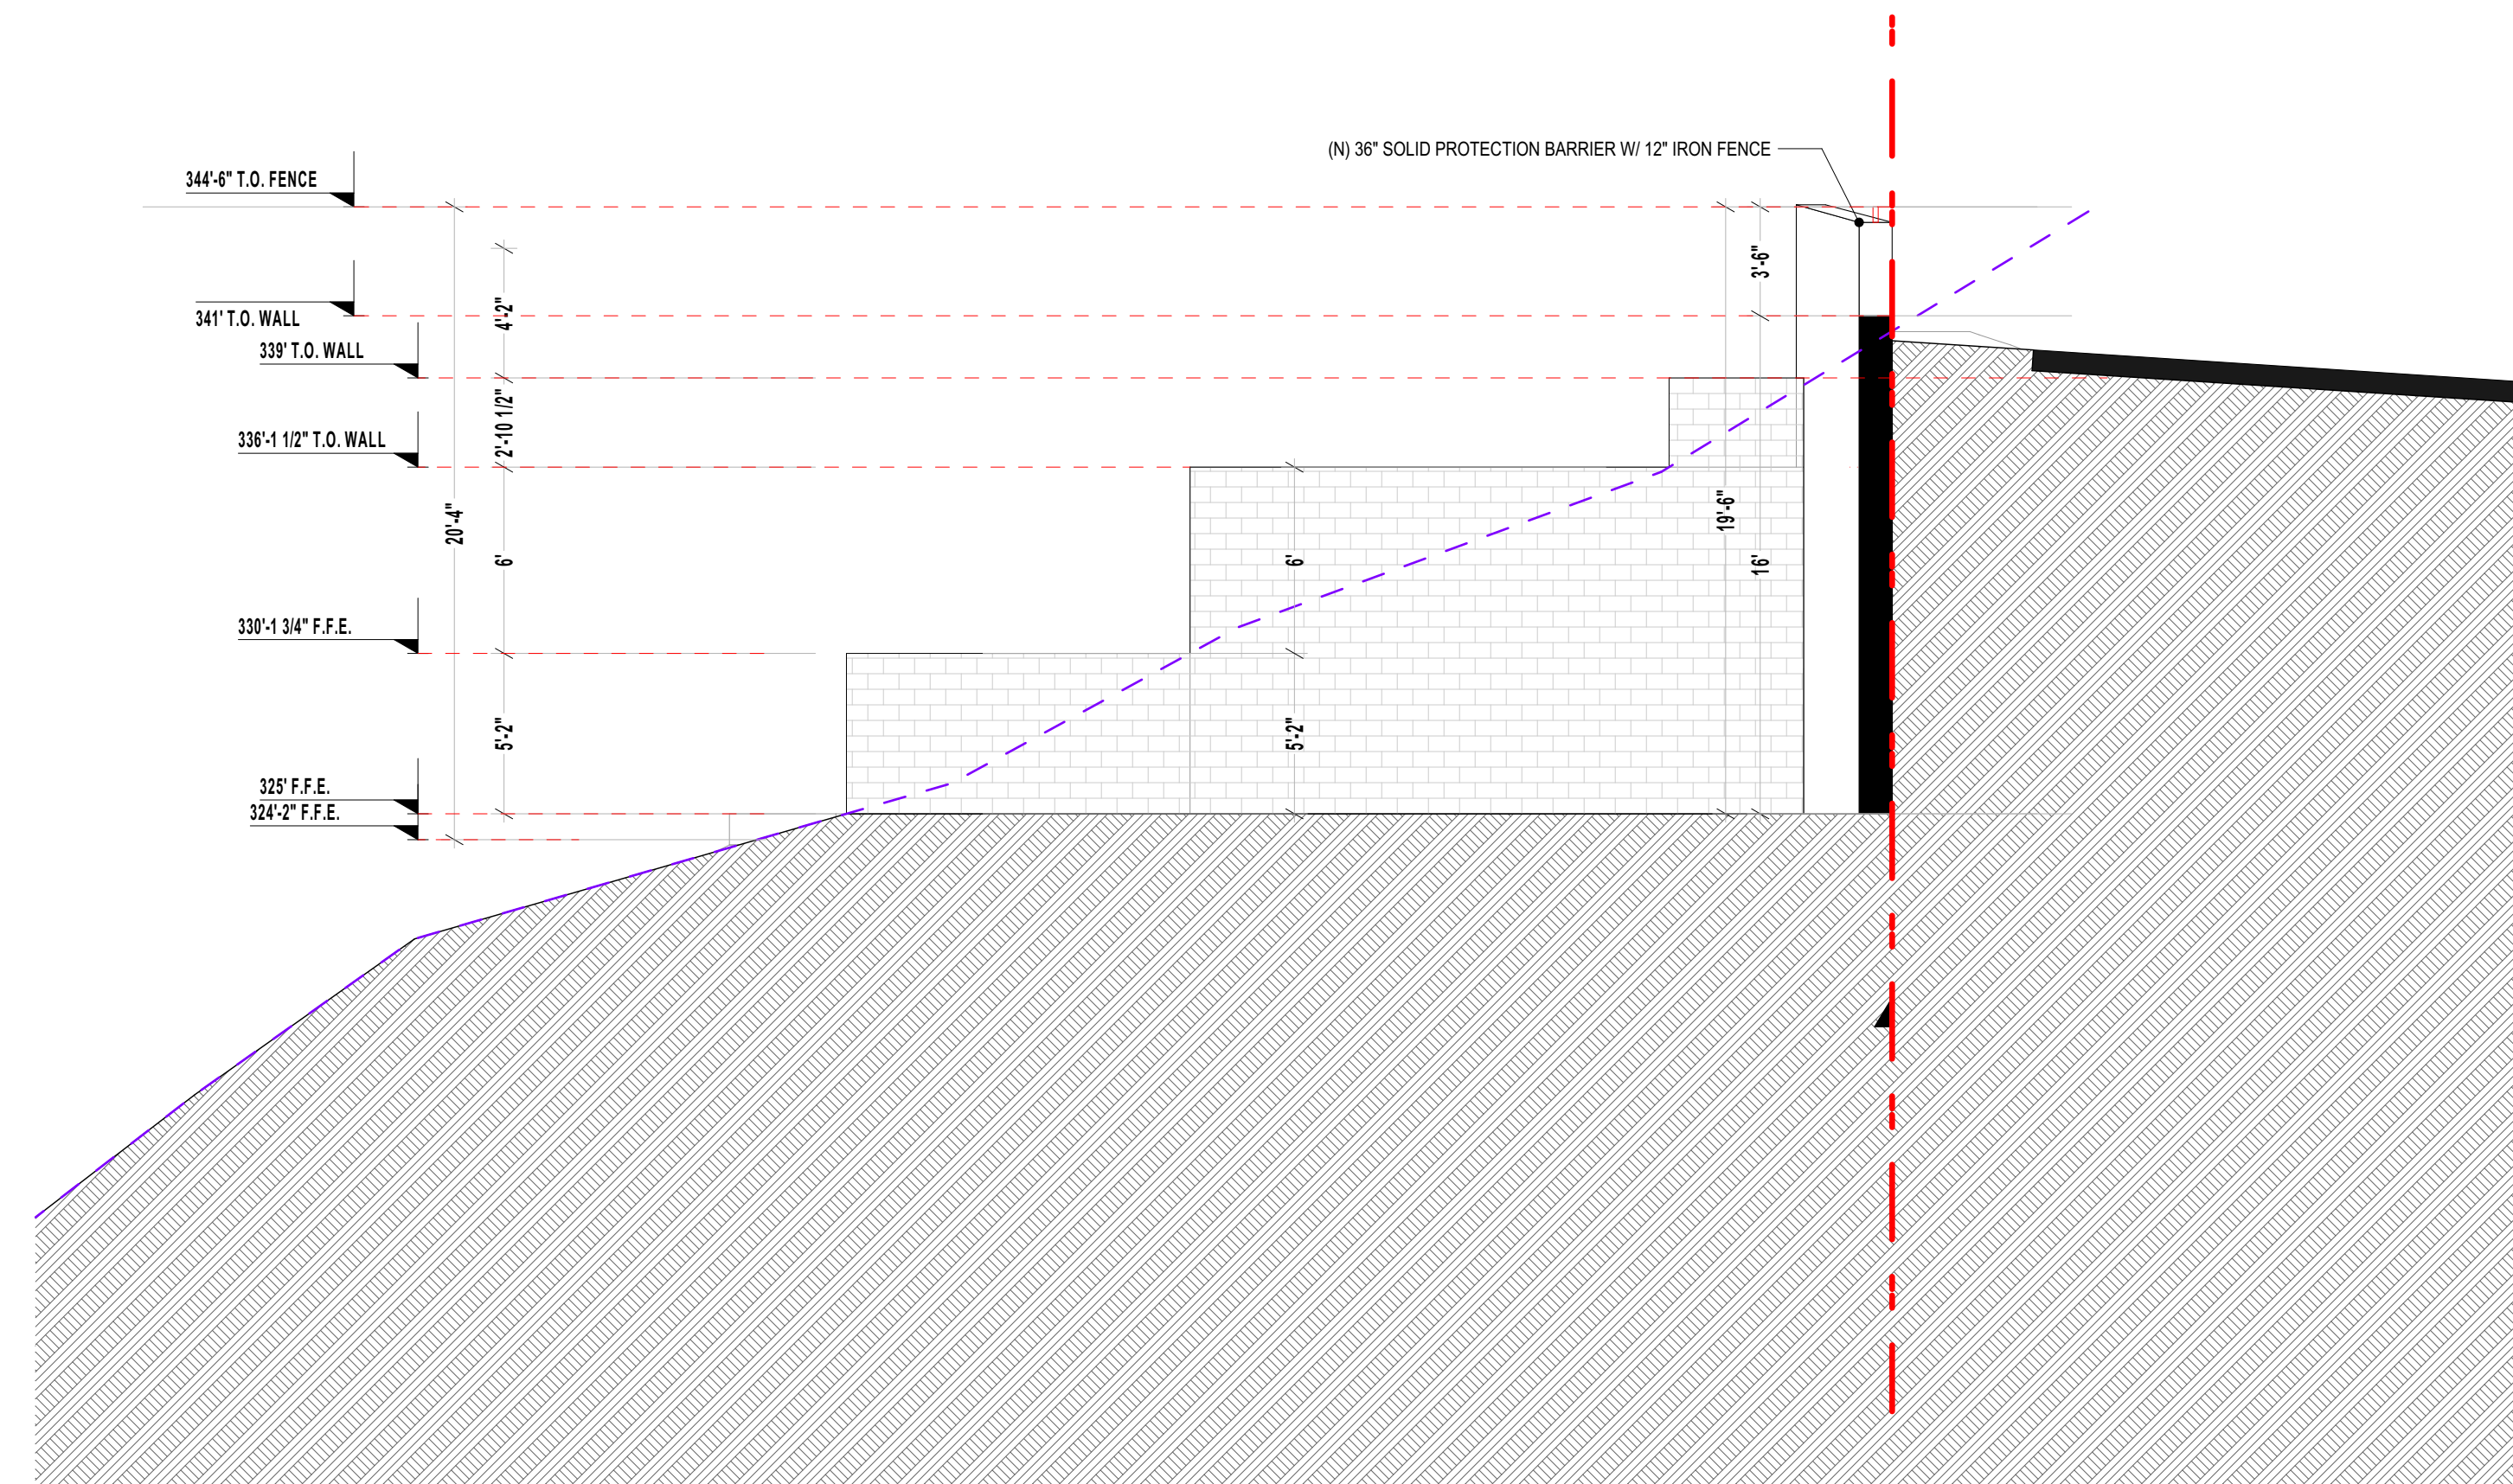 (N) 36" SOLID PROTECTION BARRIER W/ 12" IRON FENCE
344'-6" T.O. FENCE
3'-6"
4'-2"
341' T.O. WALL
339' T.O. WALL
2'-10 1/2"
336'-1 1/2" T.O. WALL
20'-4"
19'-6"
6'
6'
16'
330'-1 3/4" F.F.E.
5'-2"
5'-2"
325' F.F.E.
324'-2" F.F.E.